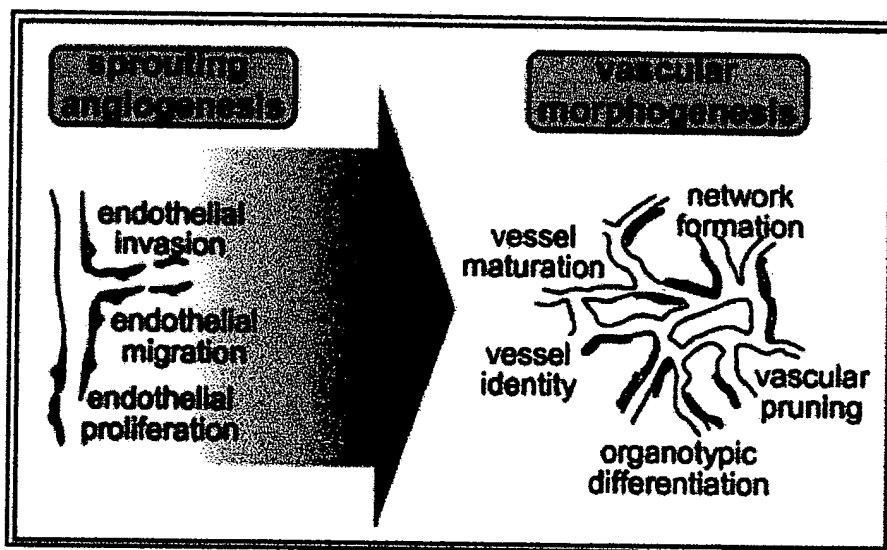 sprouting
angiogenesis
endothelial
invasion
endothelial
migration
endothelial
proliferation
vascular
morphogenesis
network
formation
vessel
maturation
vessel
identity
vascular
pruning
organotypic
differentiation